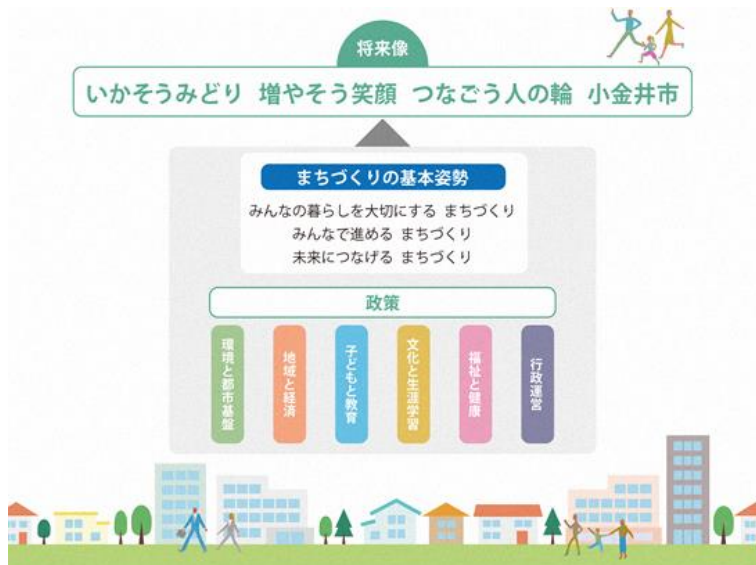 将来像
いかそうみどり 増やそう笑顔 つなごう人の輪 小金井市
まちづくりの基本姿勢
みんなの暮らしを大切にする まちづくり
みんなで進める まちづくり
未来につなげる まちづくり
政策
環境と都市基盤
地域と経済
子どもと教育
文化と生涯学習
福祉と健康
行政運営